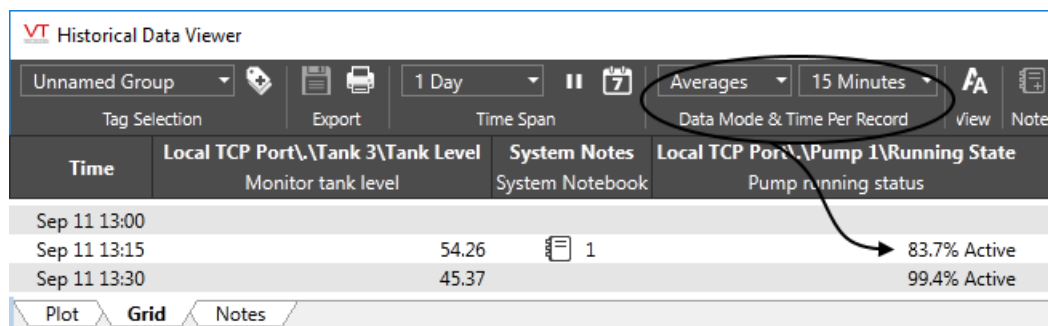 VT Historical Data Viewer
Unnamed Group 1 Day 7 Averages 15 Minutes AA
Tag Selection Export Time Span Data Mode & Time Per Record View Note
Time Local TCP Port\.\Tank 3\Tank Level System Notes Local TCP Port\.\Pump 1\Running State
Monitor tank level System Notebook Pump running status
Sep 11 13:00
Sep 11 13:15 54.26 1 83.7% Active
Sep 11 13:30 45.37 99.4% Active
Plot Grid Notes